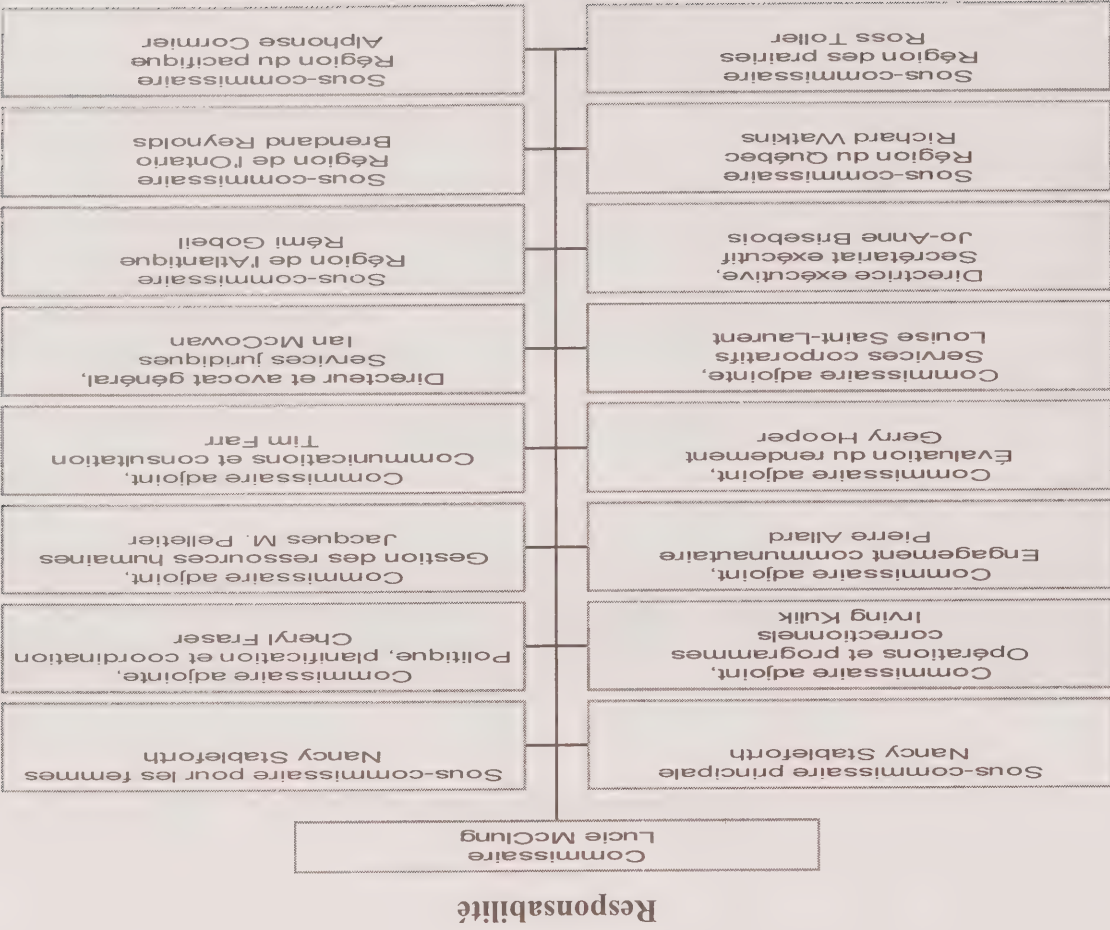 Responsabilité
Commissaire
Lucie McClung
Sous-commissaire principale
Nancy Stableforth
Sous-commissaire pour les femmes
Nancy Stableforth
Commissaire adjoint,
Opérations et programmes
correctionnels
Irving Kulik
Commissaire adjointe,
Politique, planification et coordination
Cheryl Fraser
Commissaire adjoint,
Engagement communautaire
Pierre Allard
Commissaire adjoint,
Gestion des ressources humaines
Jacques M. Pelletier
Commissaire adjoint,
Évaluation du rendement
Gerry Hooper
Commissaire adjoint,
Communications et consultation
Tim Farr
Commissaire adjointe,
Services corporatifs
Louise Saint-Laurent
Directeur et avocat général,
Services juridiques
Ian McCowan
Directrice exécutive,
Secrétariat exécutif
Jo-Anne Brisebois
Sous-commissaire
Région de l'Atlantique
Rémi Gobeil
Sous-commissaire
Région du Québec
Richard Watkins
Sous-commissaire
Région de l'Ontario
Brendand Reynolds
Sous-commissaire
Région des prairies
Ross Toller
Sous-commissaire
Région du pacifique
Alphonse Cormier